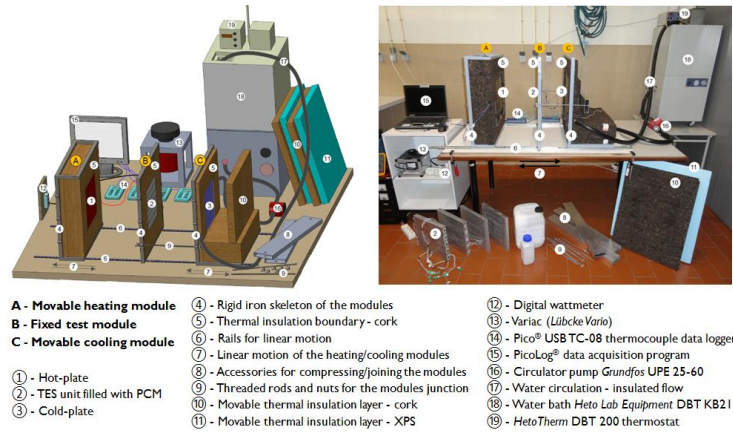 A - Movable heating module
B - Fixed test module
C - Movable cooling module
1 - Hot-plate
2 - TES unit filled with PCM
3 - Cold-plate
4 - Rigid iron skeleton of the modules
5 - Thermal insulation boundary - cork
6 - Rails for linear motion
7 - Linear motion of the heating/cooling modules
8 - Accessories for compressing/joining the modules
9 - Threaded rods and nuts for the modules junction
10 - Movable thermal insulation layer - cork
11 - Movable thermal insulation layer - XPS
12 - Digital wattmeter
13 - Variac (Lübcke Vario)
14 - Pico® USB TC-08 thermocouple data logger
15 - PicoLog® data acquisition program
16 - Circulator pump Grundfos UPE 25-60
17 - Water circulation - insulated flow
18 - Water bath Heto Lab Equipment DBT KB21
19 - HetoTherm DBT 200 thermostat